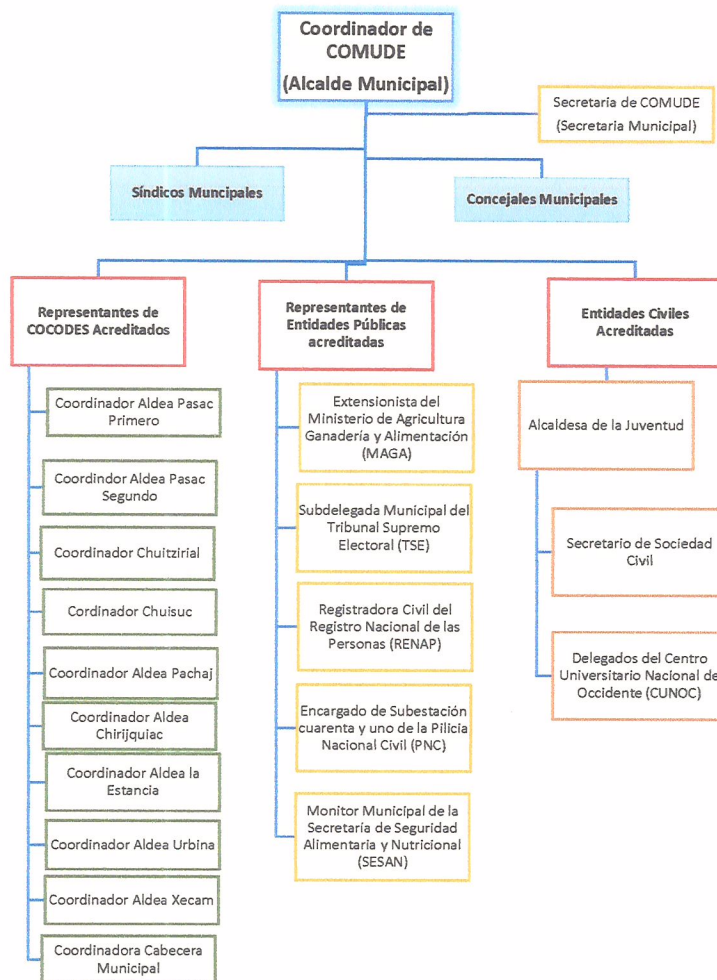 Coordinador de
COMUDE
(Alcalde Municipal)
Secretaria de COMUDE
(Secretaria Municipal)
Síndicos Muncipales
Concejales Municipales
Representantes de
COCODES Acreditados
Representantes de
Entidades Públicas
acreditadas
Entidades Civiles
Acreditadas
Coordinador Aldea Pasac
Primero
Coordindor Aldea Pasac
Segundo
Coordinador Chuitzirial
Cordinador Chuisuc
Coordinador Aldea Pachaj
Coordinador Aldea
Chirijquiac
Coordinador Aldea la
Estancia
Coordinador Aldea Urbina
Coordinador Aldea Xecam
Coordinadora Cabecera
Municipal
Extensionista del
Ministerio de Agricultura
Ganadería y Alimentación
(MAGA)
Subdelegada Municipal del
Tribunal Supremo
Electoral (TSE)
Registradora Civil del
Registro Nacional de las
Personas (RENAP)
Encargado de Subestación
cuarenta y uno de la Pilicia
Nacional Civil (PNC)
Monitor Municipal de la
Secretaría de Seguridad
Alimentaria y Nutricional
(SESAN)
Alcaldesa de la Juventud
Secretario de Sociedad
Civil
Delegados del Centro
Universitario Nacional de
Occidente (CUNOC)